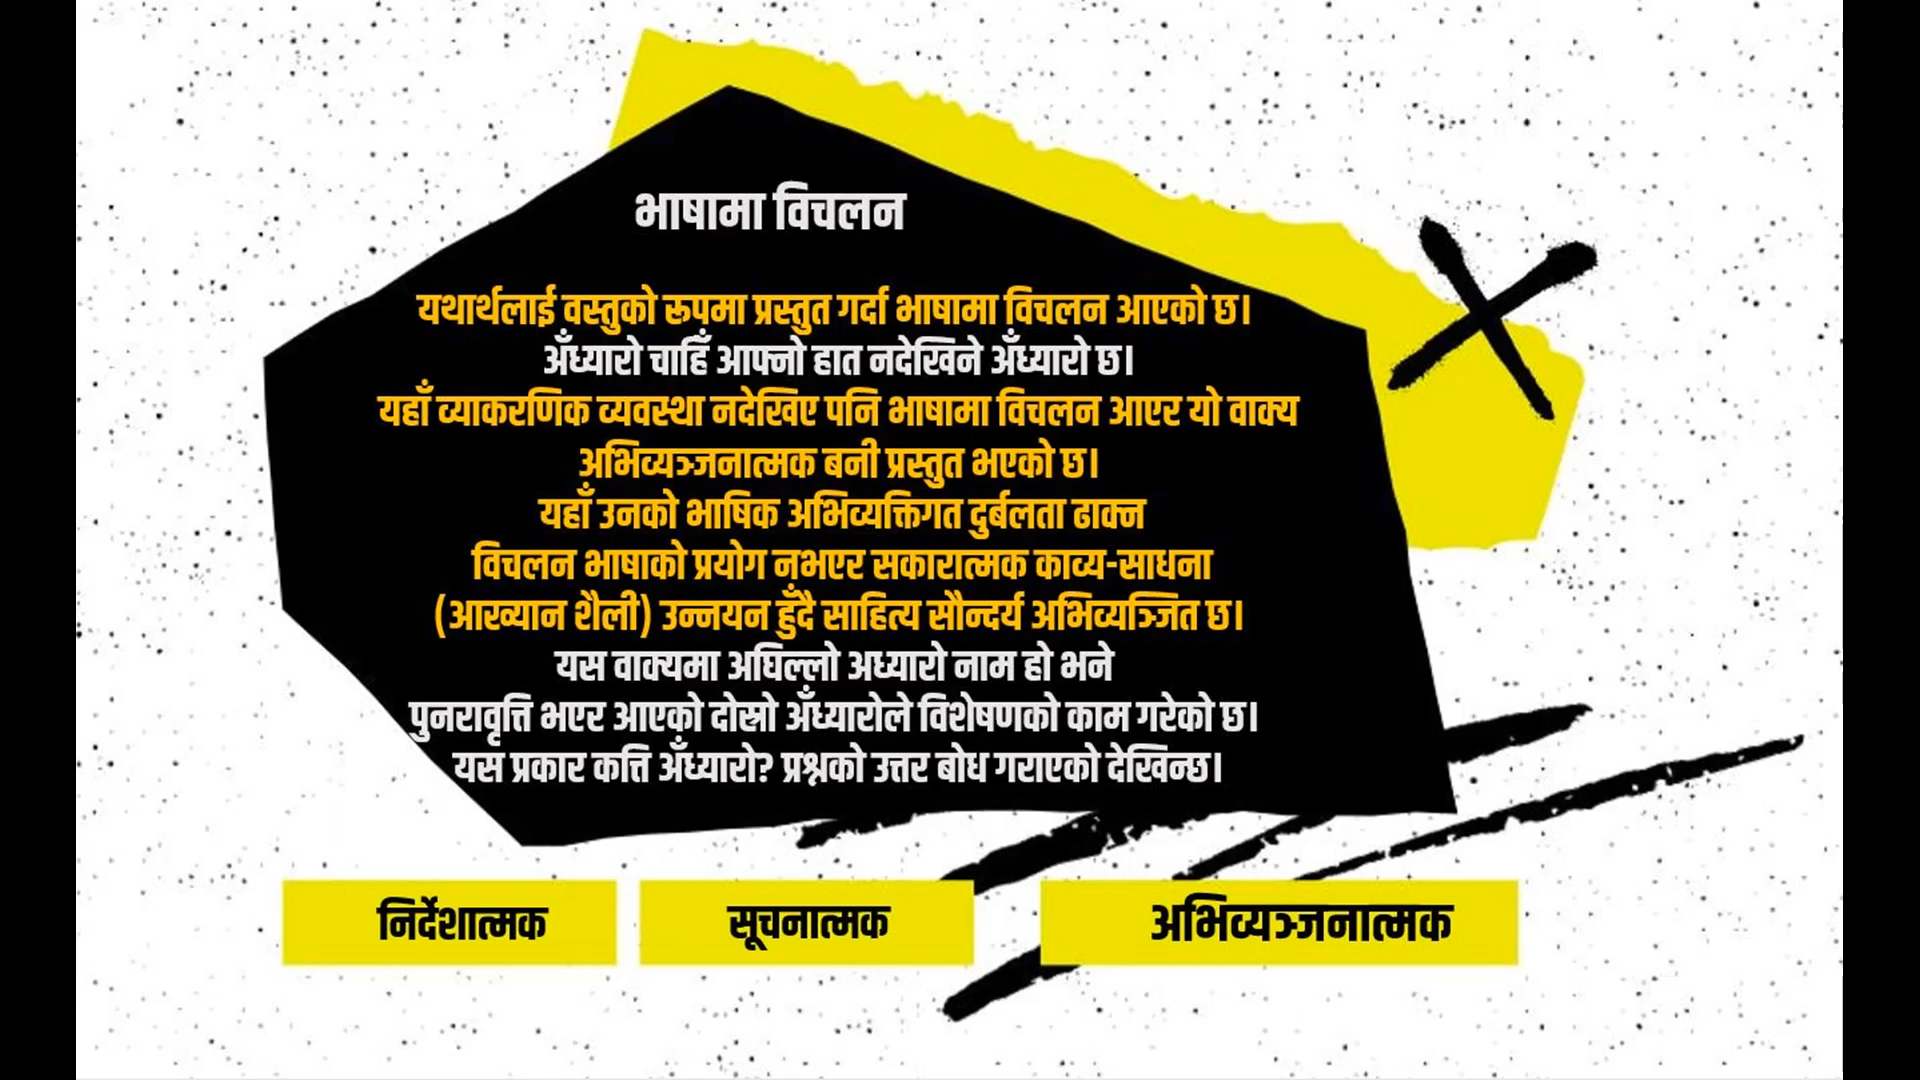 भाषामा विचलन
यथार्थलाई वस्तुको रूपमा प्रस्तुत गर्दा भाषामा विचलन आएको छ।
अँध्यारो चाहिँ आफ्नो हात नदेखिने अँध्यारो छ।
यहाँ व्याकरणिक व्यवस्था नदेखिए पनि भाषामा विचलन आएर यो वाक्य
अभिव्यञ्जनात्मक बनी प्रस्तुत भएको छ।
यहाँ उनको भाषिक अभिव्यक्तिगत दुर्बलता ढाक्न
विचलन भाषाको प्रयोग नभएर सकारात्मक काव्य-साधना
(आख्यान शैली) उन्नयन हुँदै साहित्य सौन्दर्य अभिव्यञ्जित छ।
यस वाक्यमा अघिल्लो अध्यारो नाम हो भने
पुनरावृत्ति भएर आएको दोस्रो अँध्यारोले विशेषणको काम गरेको छ।
यस प्रकार कत्ति अँध्यारो? प्रश्नको उत्तर बोध गराएको देखिन्छ।
निर्देशात्मक
सूचनात्मक
अभिव्यञ्जनात्मक